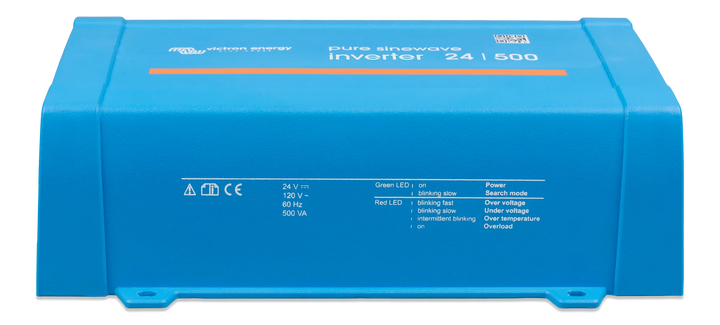 victron energy
pure sinewave
inverter 24 | 500
CE
24 V
120 V ~
60 Hz
500 VA
Green LED on Power
blinking slow Search mode
Red LED blinking fast Over voltage
blinking slow Under voltage
intermittent blinking Over temperature
on Overload